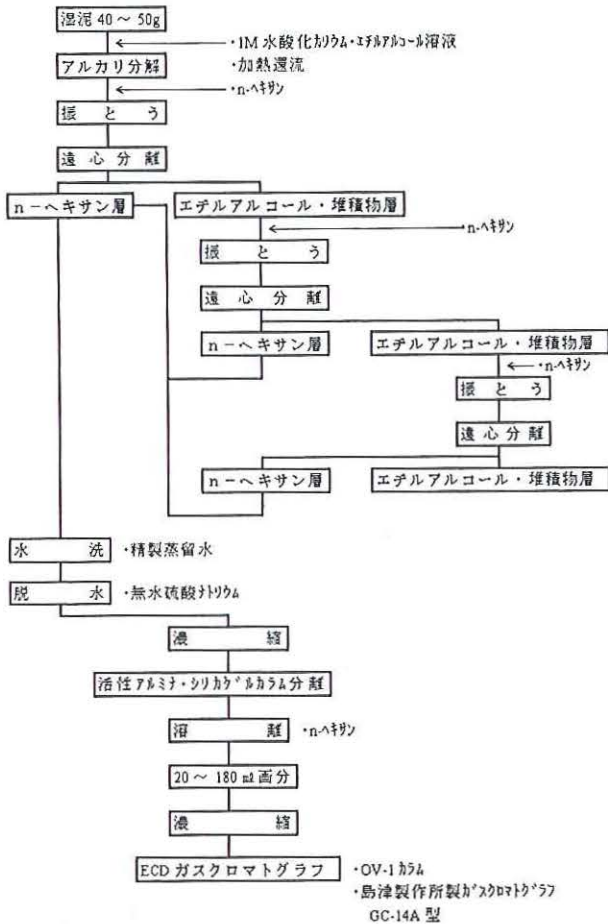 湿泥 40～50g
・1M 水酸化カリウム・エチルアルコール溶液
アルカリ分解 ・加熱還流
・n-ヘキサン
振とう
遠心分離
n－ヘキサン層 エチルアルコール・堆積物層
・n-ヘキサン
振とう
遠心分離
n－ヘキサン層 エチルアルコール・堆積物層
・n-ヘキサン
振とう
遠心分離
n－ヘキサン層 エチルアルコール・堆積物層
水洗 ・精製蒸留水
脱水 ・無水硫酸ナトリウム
濃縮
活性アルミナ・シリカゲルカラム分離
溶離 ・n-ヘキサン
20～180 ㎖画分
濃縮
ECD ガスクロマトグラフ ・OV-1 カラム
・島津製作所製ガスクロマトグラフ
GC-14A 型